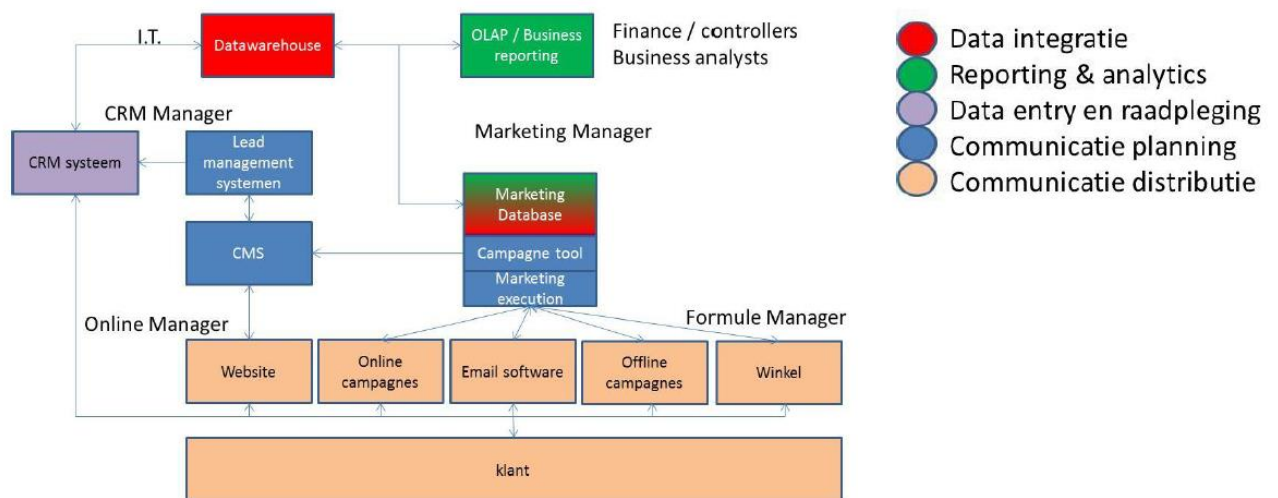 I.T.
Datawarehouse
OLAP / Business
reporting
Finance / controllers
Business analysts
Data integratie
Reporting & analytics
Data entry en raadpleging
Communicatie planning
Communicatie distributie
CRM Manager
Marketing Manager
CRM systeem
Lead
management
systemen
Marketing
Database
CMS
Campagne tool
Marketing
execution
Online Manager
Formule Manager
Website
Online
campagnes
Email software
Offline
campagnes
Winkel
klant